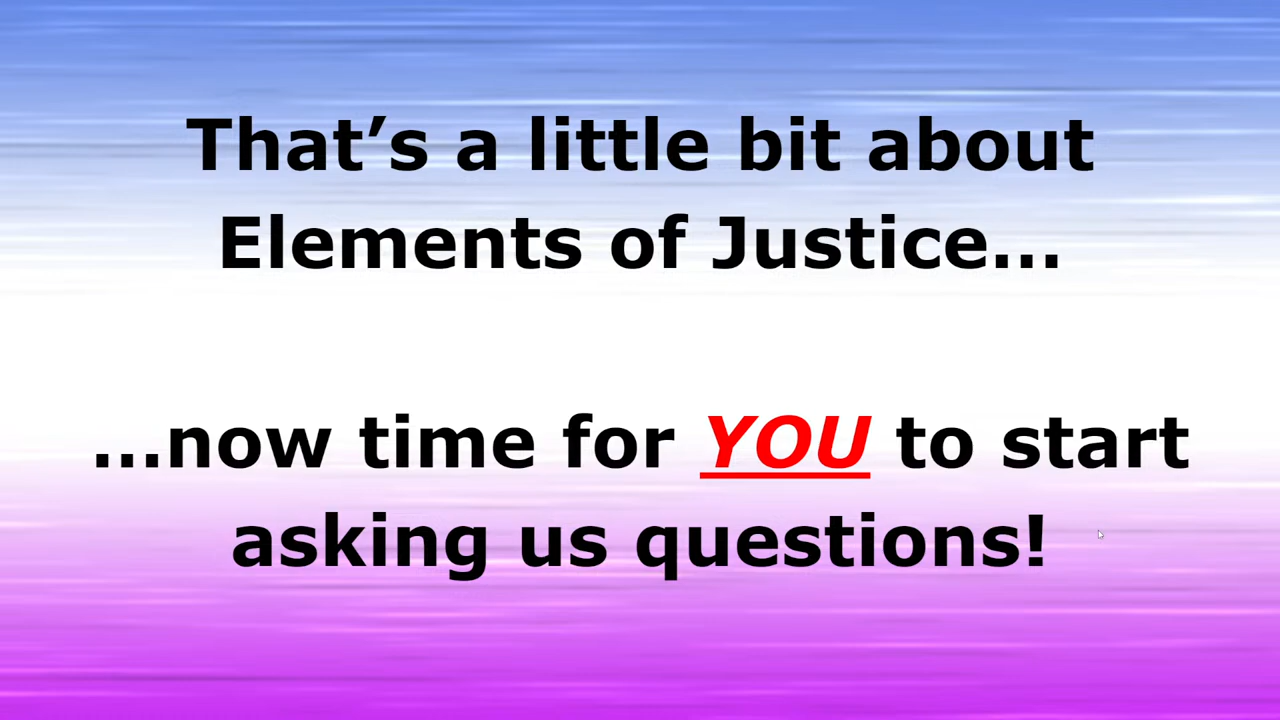 That’s a little bit about
Elements of Justice…
…now time for YOU to start
asking us questions!